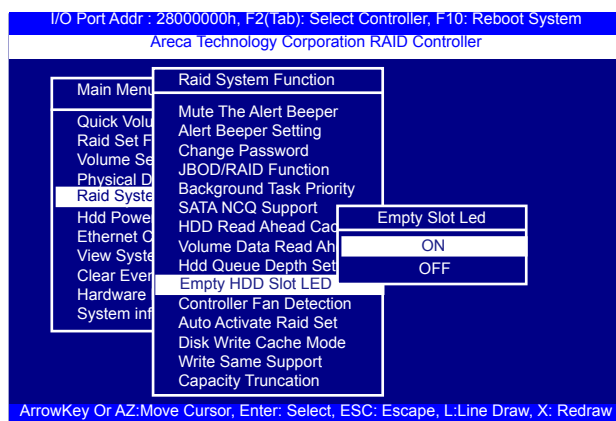 I/O Port Addr : 28000000h, F2(Tab): Select Controller, F10: Reboot System
Areca Technology Corporation RAID Controller
Main Menu
Quick Volu
Raid Set F
Volume Se
Physical D
Raid Syste
Hdd Power
Ethernet C
View Syste
Clear Even
Hardware
System inf
Raid System Function
Mute The Alert Beeper
Alert Beeper Setting
Change Password
JBOD/RAID Function
Background Task Priority
SATA NCQ Support
HDD Read Ahead Cac
Volume Data Read Ah
Hdd Queue Depth Set
Empty HDD Slot LED
Controller Fan Detection
Auto Activate Raid Set
Disk Write Cache Mode
Write Same Support
Capacity Truncation
Empty Slot Led
ON
OFF
ArrowKey Or AZ:Move Cursor, Enter: Select, ESC: Escape, L:Line Draw, X: Redraw